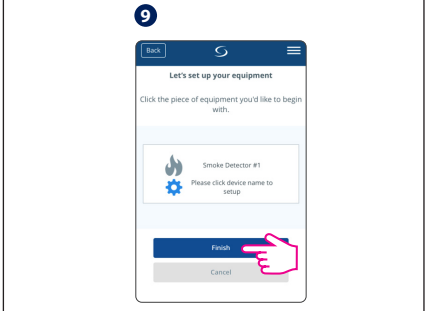 9
Back
Let's set up your equipment
Click the piece of equipment you'd like to begin
with.
Smoke Detector #1
Please click device name to
setup
Finish
Cancel